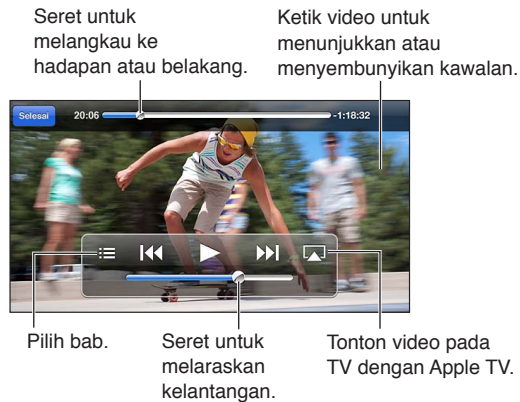 Seret untuk
melangkau ke
hadapan atau belakang.
Ketik video untuk
menunjukkan atau
menyembunyikan kawalan.
Selesai 20:06 -1:18:32
Pilih bab.
Seret untuk
melaraskan
kelantangan.
Tonton video pada
TV dengan Apple TV.